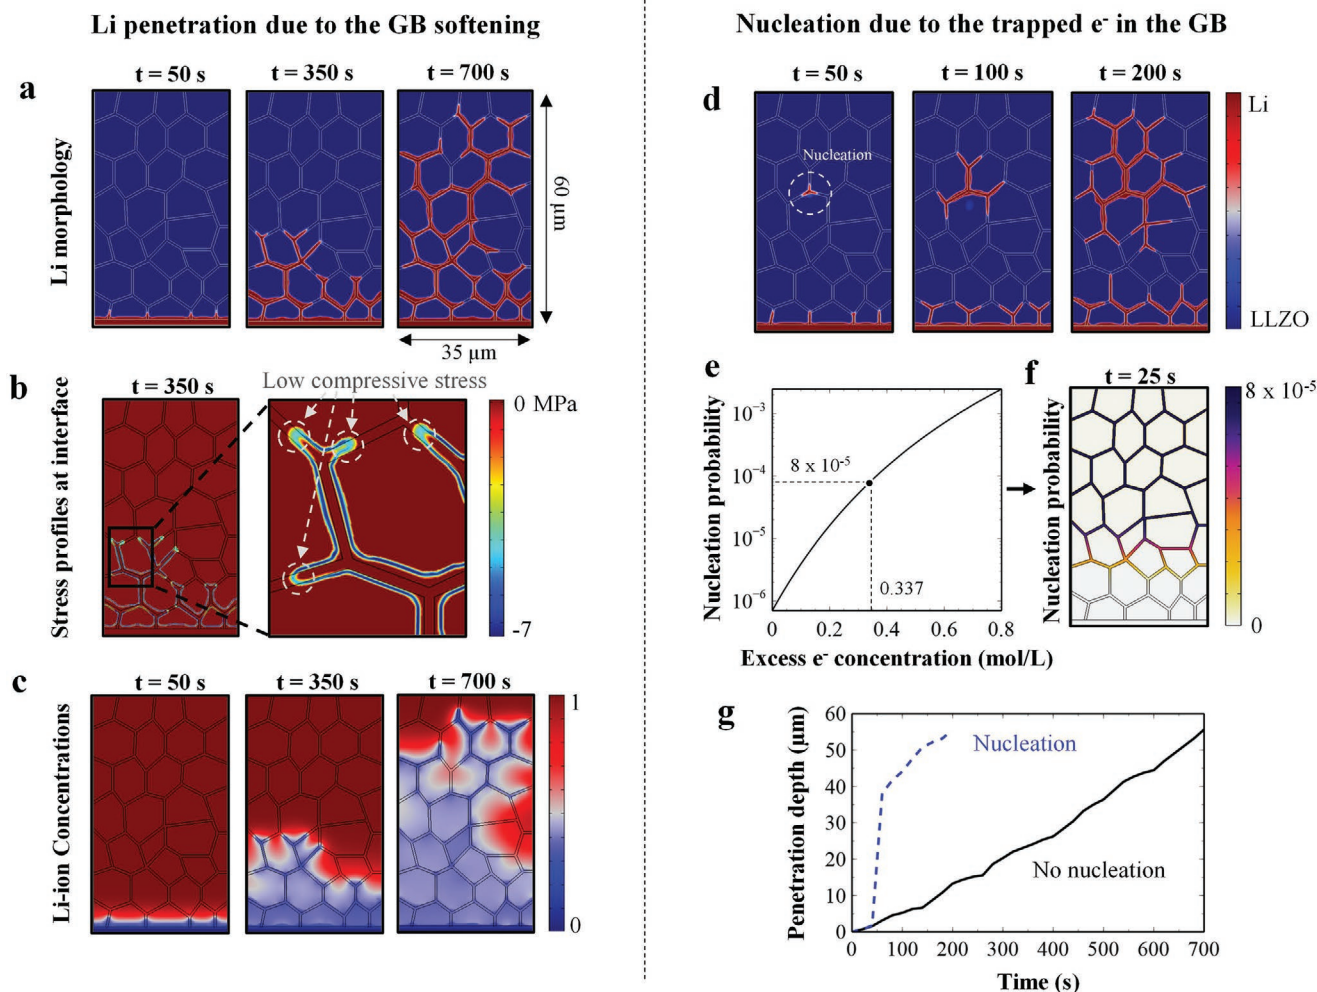 Li penetration due to the GB softening
a
Li morphology
t = 50 s
t = 350 s
t = 700 s
60 µm
35 µm
b
Stress profiles at interface
t = 350 s
Low compressive stress
0 MPa
-7
c
Li-ion Concentrations
t = 50 s
t = 350 s
t = 700 s
1
0
Nucleation due to the trapped e⁻ in the GB
d
t = 50 s
t = 100 s
t = 200 s
Nucleation
Li
LLZO
e
Nucleation probability
10⁻³
10⁻⁴
10⁻⁵
10⁻⁶
8 x 10⁻⁵
0.337
0
0.2
0.4
0.6
0.8
Excess e⁻ concentration (mol/L)
f
Nucleation probability
t = 25 s
8 x 10⁻⁵
0
g
Penetration depth (µm)
60
50
40
30
20
10
0
Nucleation
No nucleation
0
100
200
300
400
500
600
700
Time (s)